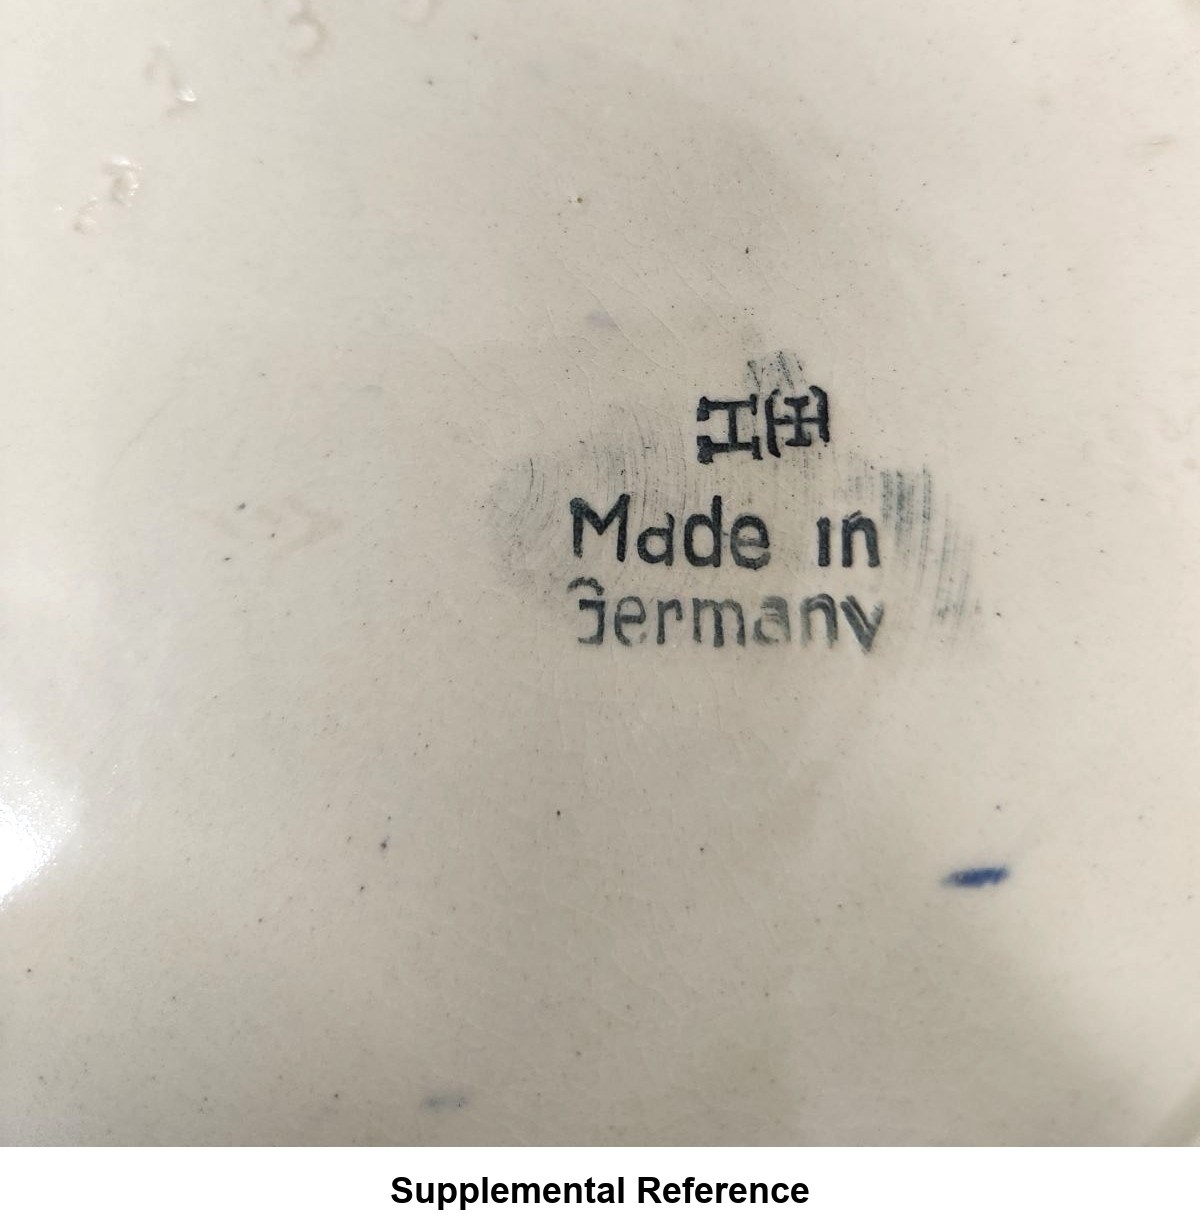 Made in
Germany
Supplemental Reference